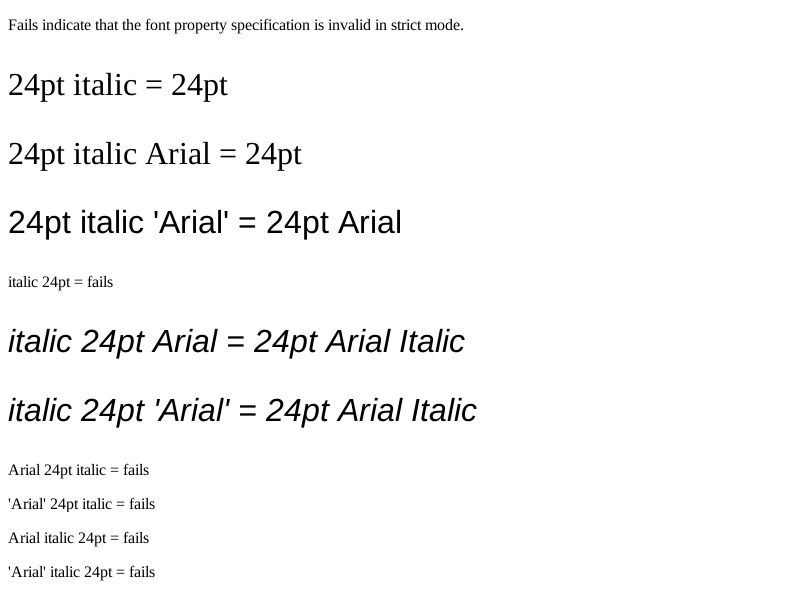 Fails indicate that the font property specification is invalid in strict mode.
24pt italic = 24pt
24pt italic Arial = 24pt
24pt italic 'Arial' = 24pt Arial
italic 24pt = fails
italic 24pt Arial = 24pt Arial Italic
italic 24pt 'Arial' = 24pt Arial Italic
Arial 24pt italic = fails
'Arial' 24pt italic = fails
Arial italic 24pt = fails
'Arial' italic 24pt = fails